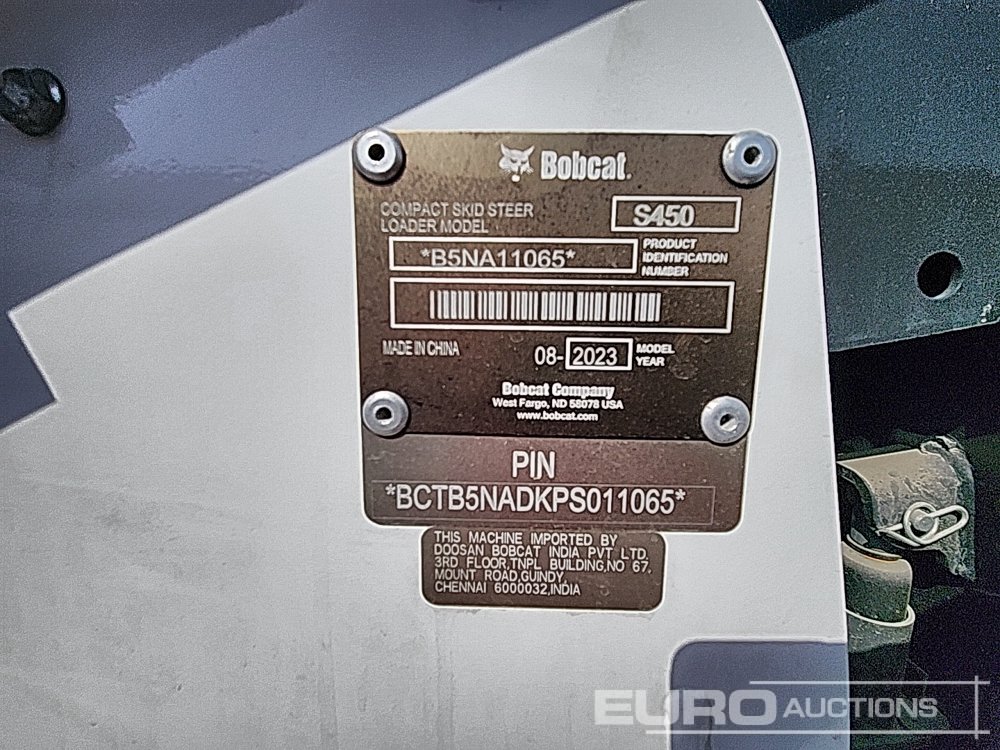 Bobcat.
COMPACT SKID STEER
LOADER MODEL
S450
*B5NA11065*
PRODUCT
IDENTIFICATION
NUMBER
MADE IN CHINA
08-2023
MODEL
YEAR
Bobcat Company
West Fargo, ND 58078 USA
www.bobcat.com
PIN
*BCTB5NADKPS011065*
THIS MACHINE IMPORTED BY
DOOSAN BOBCAT INDIA PVT LTD,
3RD FLOOR,TNPL BUILDING,NO 67,
MOUNT ROAD,GUINDY,
CHENNAI 6000032,INDIA
EURO AUCTIONS